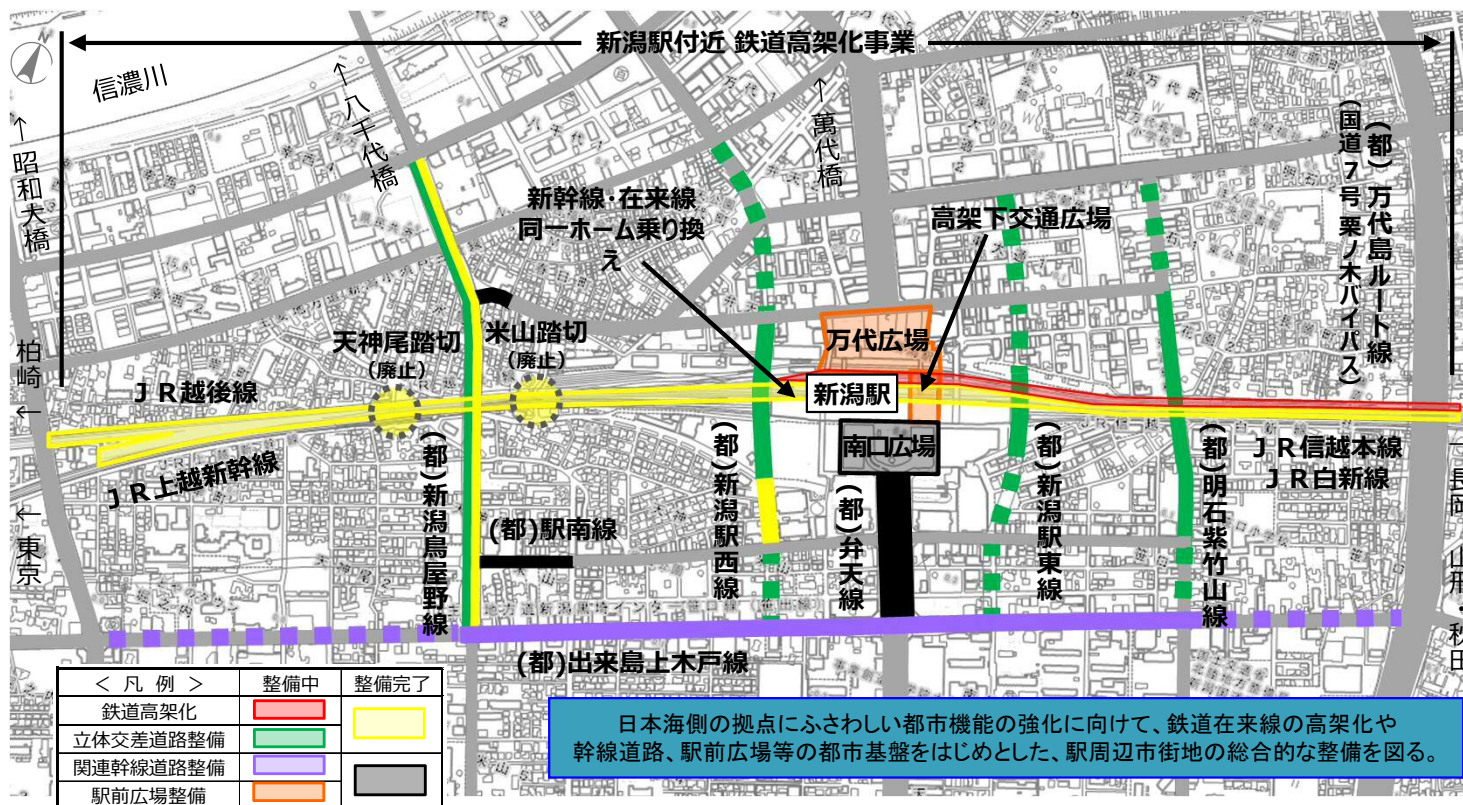 新潟駅付近 鉄道高架化事業
信濃川
↑昭和大橋
↑八千代橋
↑萬代橋
(都)万代島ルート線
(国道7号 栗ノ木バイパス)
新幹線・在来線
同一ホーム乗り換
え
高架下交通広場
天神尾踏切
(廃止)
米山踏切
(廃止)
万代広場
柏崎←
JR越後線
新潟駅
南口広場
JR上越新幹線
←東京
(都)新潟鳥屋野線
(都)駅南線
(都)新潟駅西線
(都)弁天線
(都)新潟駅東線
(都)明石紫竹山線
JR信越本線
JR白新線
長岡
山形・秋田
(都)出来島上木戸線
<凡例> 整備中 整備完了
鉄道高架化
立体交差道路整備
関連幹線道路整備
駅前広場整備
日本海側の拠点にふさわしい都市機能の強化に向けて、鉄道在来線の高架化や
幹線道路、駅前広場等の都市基盤をはじめとした、駅周辺市街地の総合的な整備を図る。